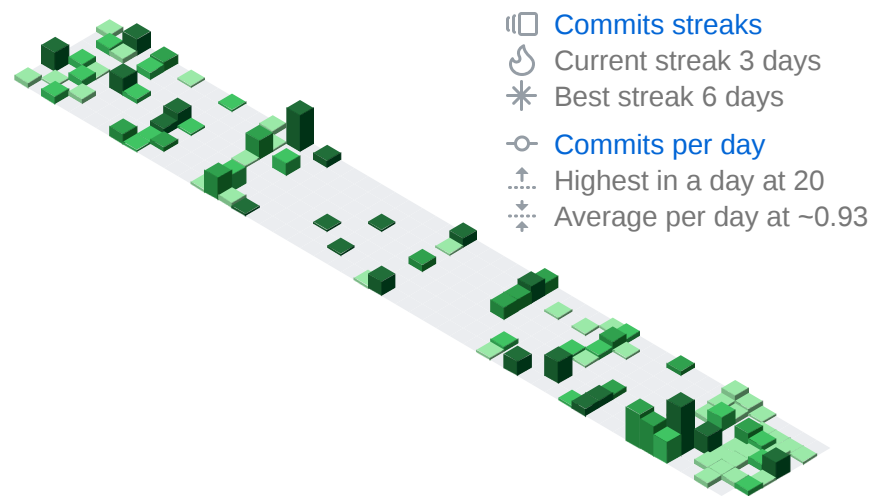 Commits streaks
Current streak 3 days
Best streak 6 days
Commits per day
Highest in a day at 20
Average per day at ~0.93